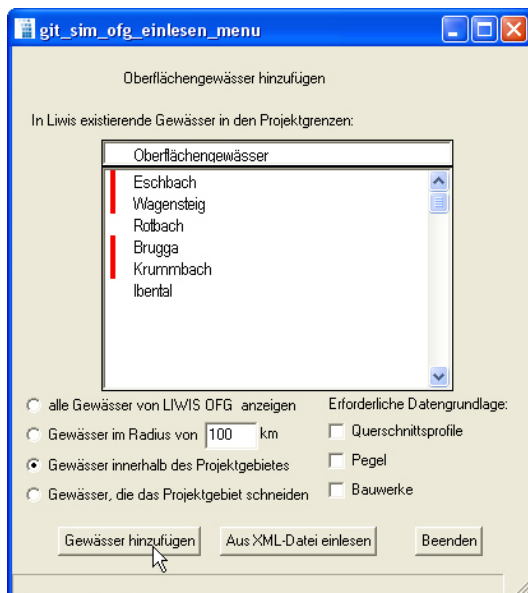 git_sim_ofg_einlesen_menu
Oberflächengewässer hinzufügen
In Liwis existierende Gewässer in den Projektgrenzen:
Oberflächengewässer
Eschbach
Wagensteig
Rotbach
Brugga
Krummbach
Ibental
alle Gewässer von LIWIS OFG anzeigen
Erforderliche Datengrundlage:
Gewässer im Radius von 100 km
Querschnittsprofile
Gewässer innerhalb des Projektgebietes
Pegel
Gewässer, die das Projektgebiet schneiden
Bauwerke
Gewässer hinzufügen
Aus XML-Datei einlesen
Beenden